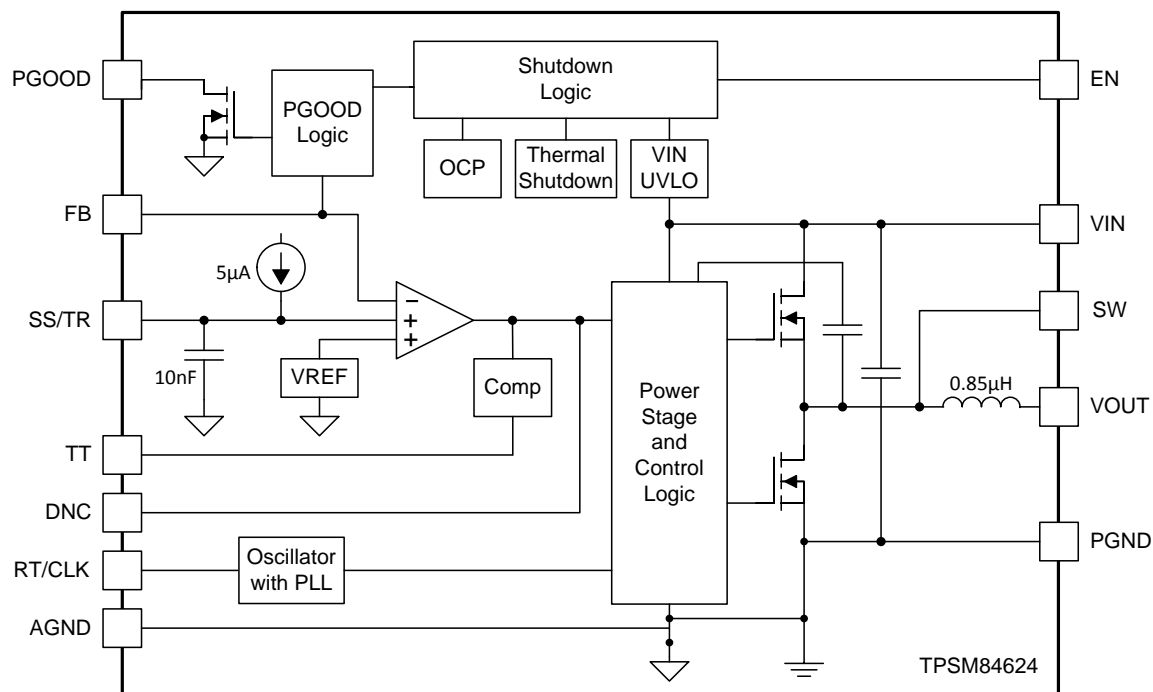 PGOOD
PGOOD
Logic
Shutdown
Logic
EN
OCP
Thermal
Shutdown
VIN
UVLO
FB
VIN
5µA
SS/TR
−
+
+
SW
10nF
VREF
Comp
Power
Stage
and
Control
Logic
0.85µH
VOUT
TT
DNC
PGND
RT/CLK
Oscillator
with PLL
AGND
TPSM84624